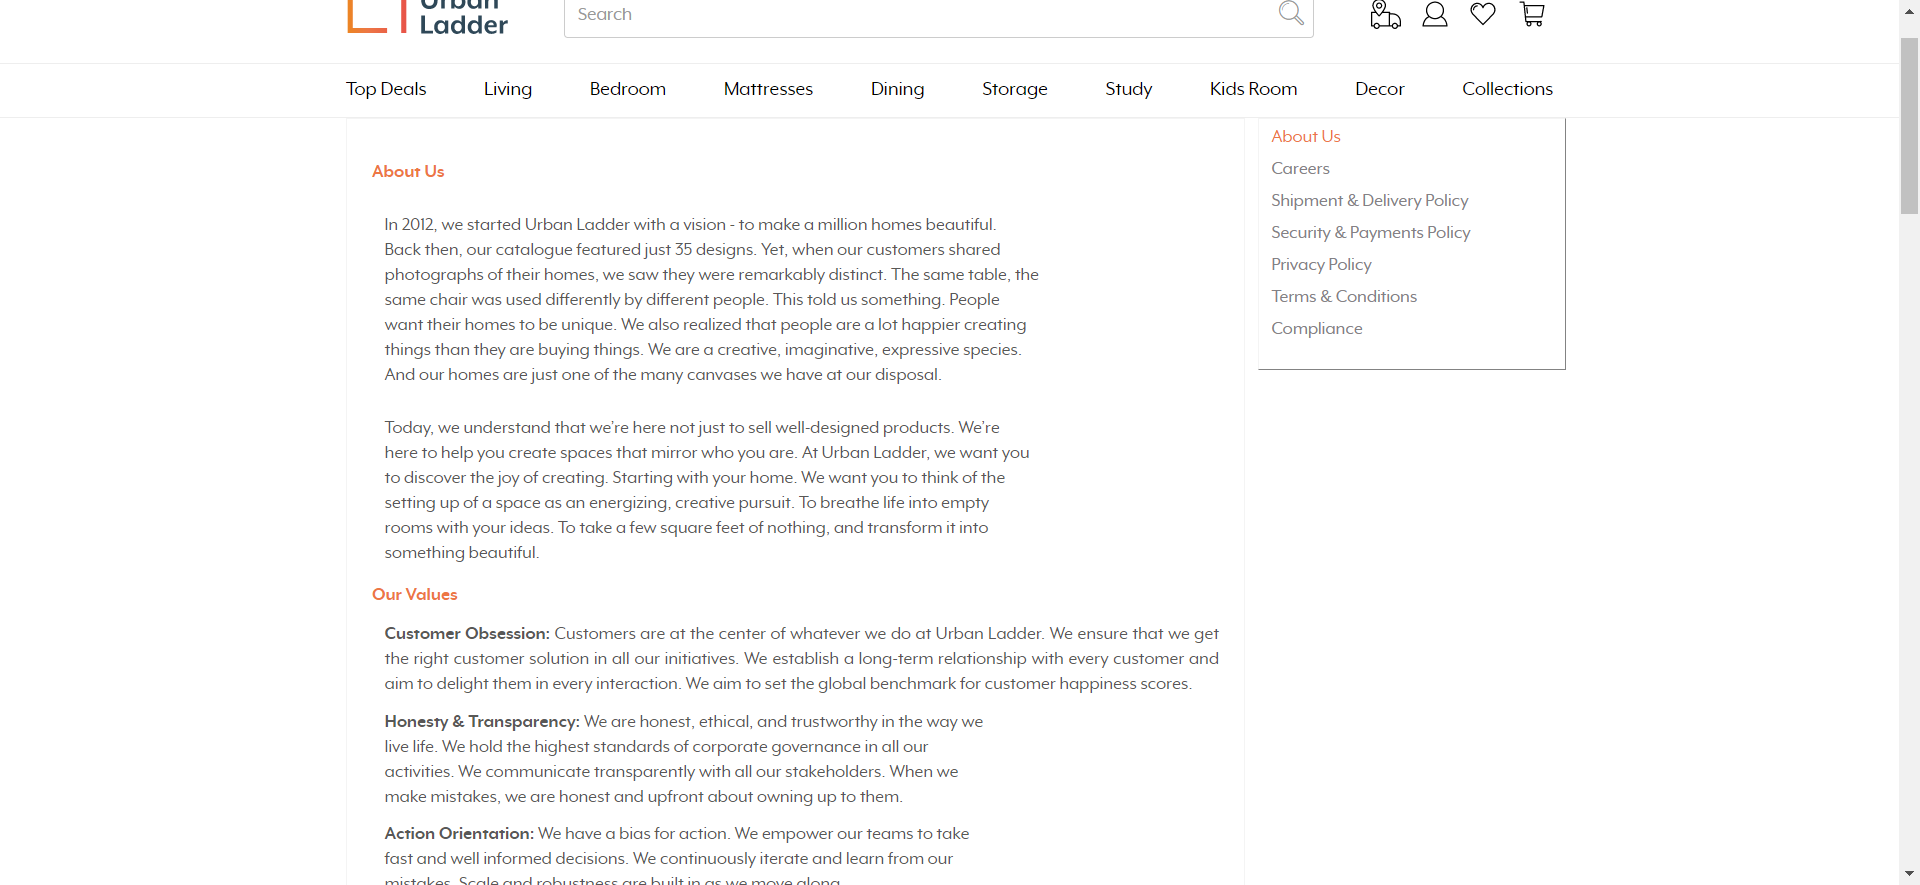 Urban
Ladder
Search
Top Deals Living Bedroom Mattresses Dining Storage Study Kids Room Decor Collections
About Us
In 2012, we started Urban Ladder with a vision - to make a million homes beautiful.
Back then, our catalogue featured just 35 designs. Yet, when our customers shared
photographs of their homes, we saw they were remarkably distinct. The same table, the
same chair was used differently by different people. This told us something. People
want their homes to be unique. We also realized that people are a lot happier creating
things than they are buying things. We are a creative, imaginative, expressive species.
And our homes are just one of the many canvases we have at our disposal.
Today, we understand that we’re here not just to sell well-designed products. We’re
here to help you create spaces that mirror who you are. At Urban Ladder, we want you
to discover the joy of creating. Starting with your home. We want you to think of the
setting up of a space as an energizing, creative pursuit. To breathe life into empty
rooms with your ideas. To take a few square feet of nothing, and transform it into
something beautiful.
Our Values
Customer Obsession: Customers are at the center of whatever we do at Urban Ladder. We ensure that we get
the right customer solution in all our initiatives. We establish a long-term relationship with every customer and
aim to delight them in every interaction. We aim to set the global benchmark for customer happiness scores.
Honesty & Transparency: We are honest, ethical, and trustworthy in the way we
live life. We hold the highest standards of corporate governance in all our
activities. We communicate transparently with all our stakeholders. When we
make mistakes, we are honest and upfront about owning up to them.
Action Orientation: We have a bias for action. We empower our teams to take
fast and well informed decisions. We continuously iterate and learn from our
mistakes. Scale and robustness are built in as we move along.
About Us
Careers
Shipment & Delivery Policy
Security & Payments Policy
Privacy Policy
Terms & Conditions
Compliance